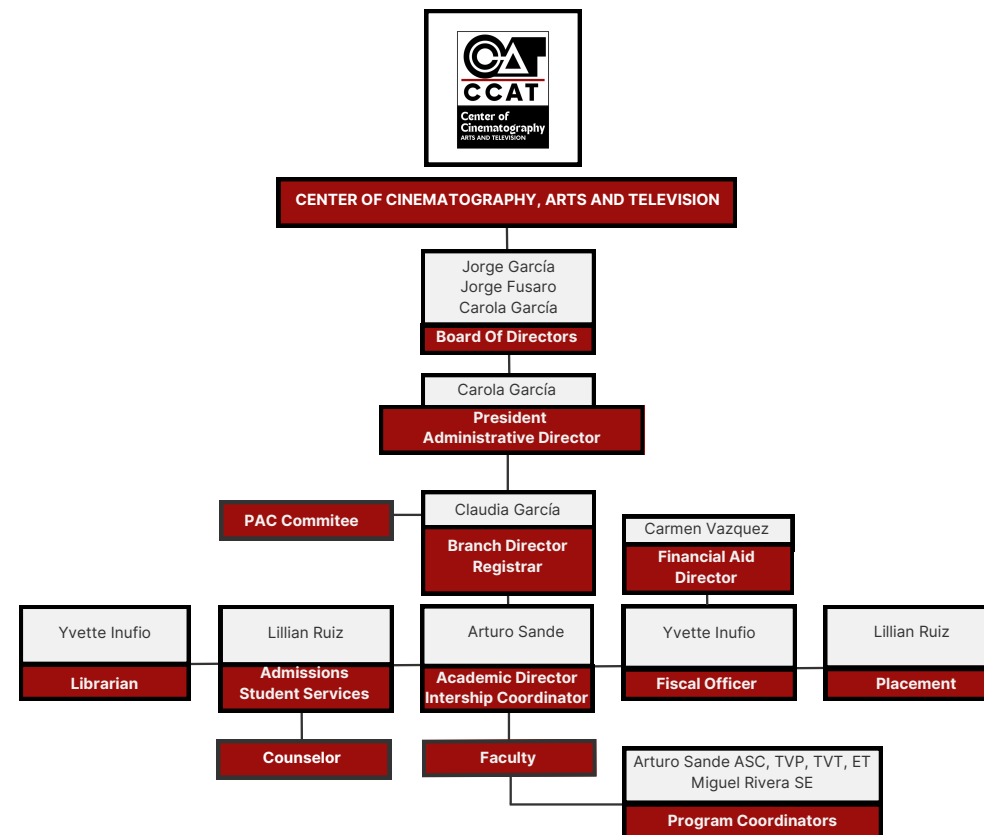 CAT
CCAT
Center of
Cinematography
ARTS AND TELEVISION
CENTER OF CINEMATOGRAPHY, ARTS AND TELEVISION
Jorge García
Jorge Fusaro
Carola García
Board Of Directors
Carola García
President
Administrative Director
PAC Commitee
Claudia García
Branch Director
Registrar
Carmen Vazquez
Financial Aid
Director
Yvette Inufio
Librarian
Lillian Ruiz
Admissions
Student Services
Arturo Sande
Academic Director
Intership Coordinator
Yvette Inufio
Fiscal Officer
Lillian Ruiz
Placement
Counselor
Faculty
Arturo Sande ASC, TVP, TVT, ET
Miguel Rivera SE
Program Coordinators